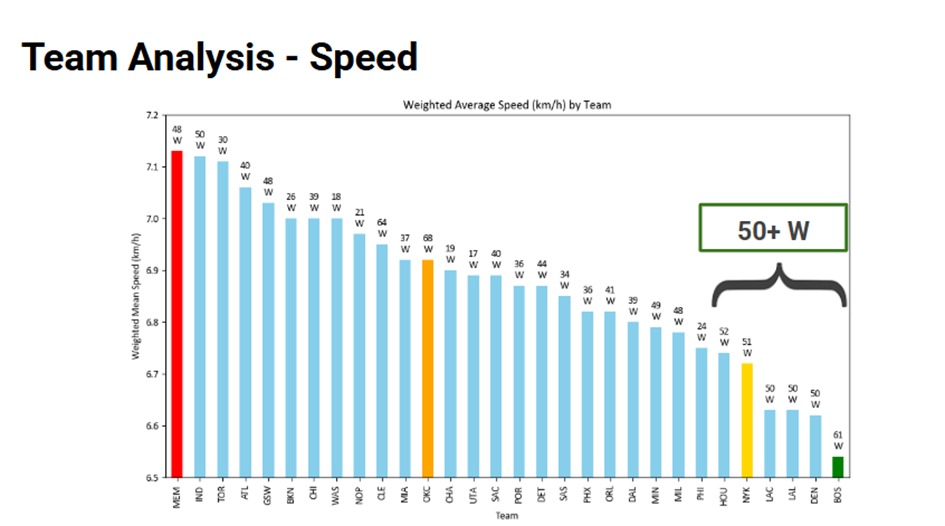 Team Analysis - Speed
Weighted Average Speed (km/h) by Team
Weighted Mean Speed (km/h)
7.2
7.1
7.0
6.9
6.8
6.7
6.6
6.5
48 W
50 W
30 W
40 W
48 W
26 W
39 W
18 W
21 W
64 W
37 W
68 W
19 W
17 W
40 W
36 W
44 W
34 W
36 W
41 W
39 W
49 W
48 W
24 W
52 W
51 W
50 W
50 W
50 W
61 W
50+ W
MEM
IND
TOR
ATL
GSW
BKN
CHI
WAS
NOP
CLE
MIA
OKC
CHA
UTA
SAC
POR
DET
SAS
PHX
ORL
DAL
MIN
MIL
PHI
HOU
NYK
LAC
LAL
DEN
BOS
Team